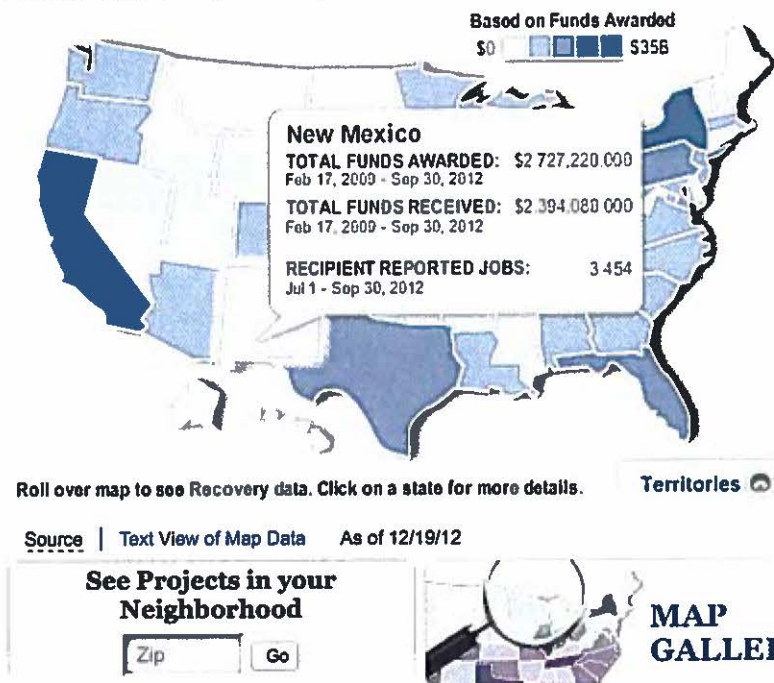 Based on Funds Awarded
$0 $35B
New Mexico
TOTAL FUNDS AWARDED: $2 727,220.000
Feb 17, 2009 - Sep 30, 2012
TOTAL FUNDS RECEIVED: $2 394,080 000
Feb 17, 2009 - Sep 30, 2012
RECIPIENT REPORTED JOBS: 3 454
Jul 1 - Sep 30, 2012
Roll over map to see Recovery data. Click on a state for more details.
Territories
Source | Text View of Map Data As of 12/19/12
See Projects in your
Neighborhood
Zip Go
MAP